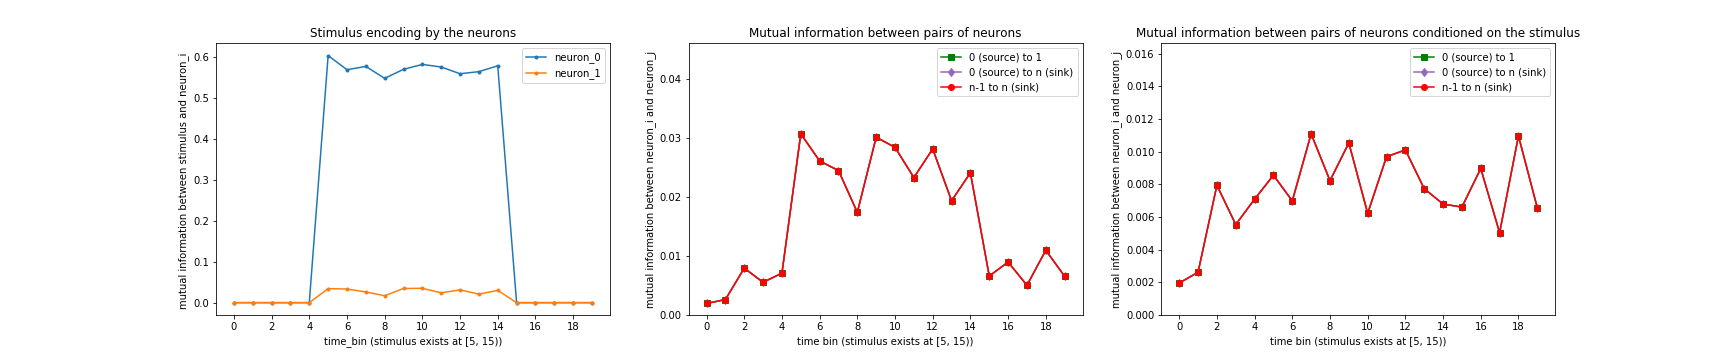 Stimulus encoding by the neurons
mutual information between stimulus and neuron_i
0.6
0.5
0.4
0.3
0.2
0.1
0.0
neuron_0
neuron_1
0 2 4 6 8 10 12 14 16 18
time_bin (stimulus exists at [5, 15))
Mutual information between pairs of neurons
mutual information between neuron_i and neuron_j
0.04
0.03
0.02
0.01
0.00
0 (source) to 1
0 (source) to n (sink)
n-1 to n (sink)
0 2 4 6 8 10 12 14 16 18
time bin (stimulus exists at [5, 15))
Mutual information between pairs of neurons conditioned on the stimulus
mutual information between neuron_i and neuron_j
0.016
0.014
0.012
0.010
0.008
0.006
0.004
0.002
0.000
0 (source) to 1
0 (source) to n (sink)
n-1 to n (sink)
0 2 4 6 8 10 12 14 16 18
time bin (stimulus exists at [5, 15))